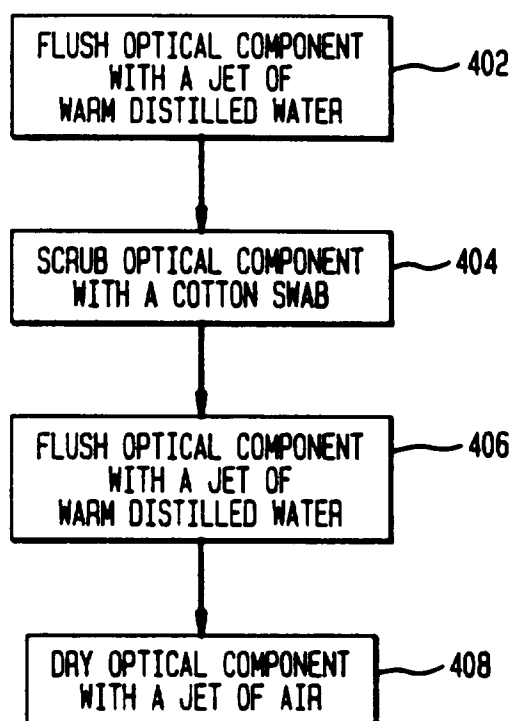 FLUSH OPTICAL COMPONENT
WITH A JET OF
WARM DISTILLED WATER
402
SCRUB OPTICAL COMPONENT
WITH A COTTON SWAB
404
FLUSH OPTICAL COMPONENT
WITH A JET OF
WARM DISTILLED WATER
406
DRY OPTICAL COMPONENT
WITH A JET OF AIR
408